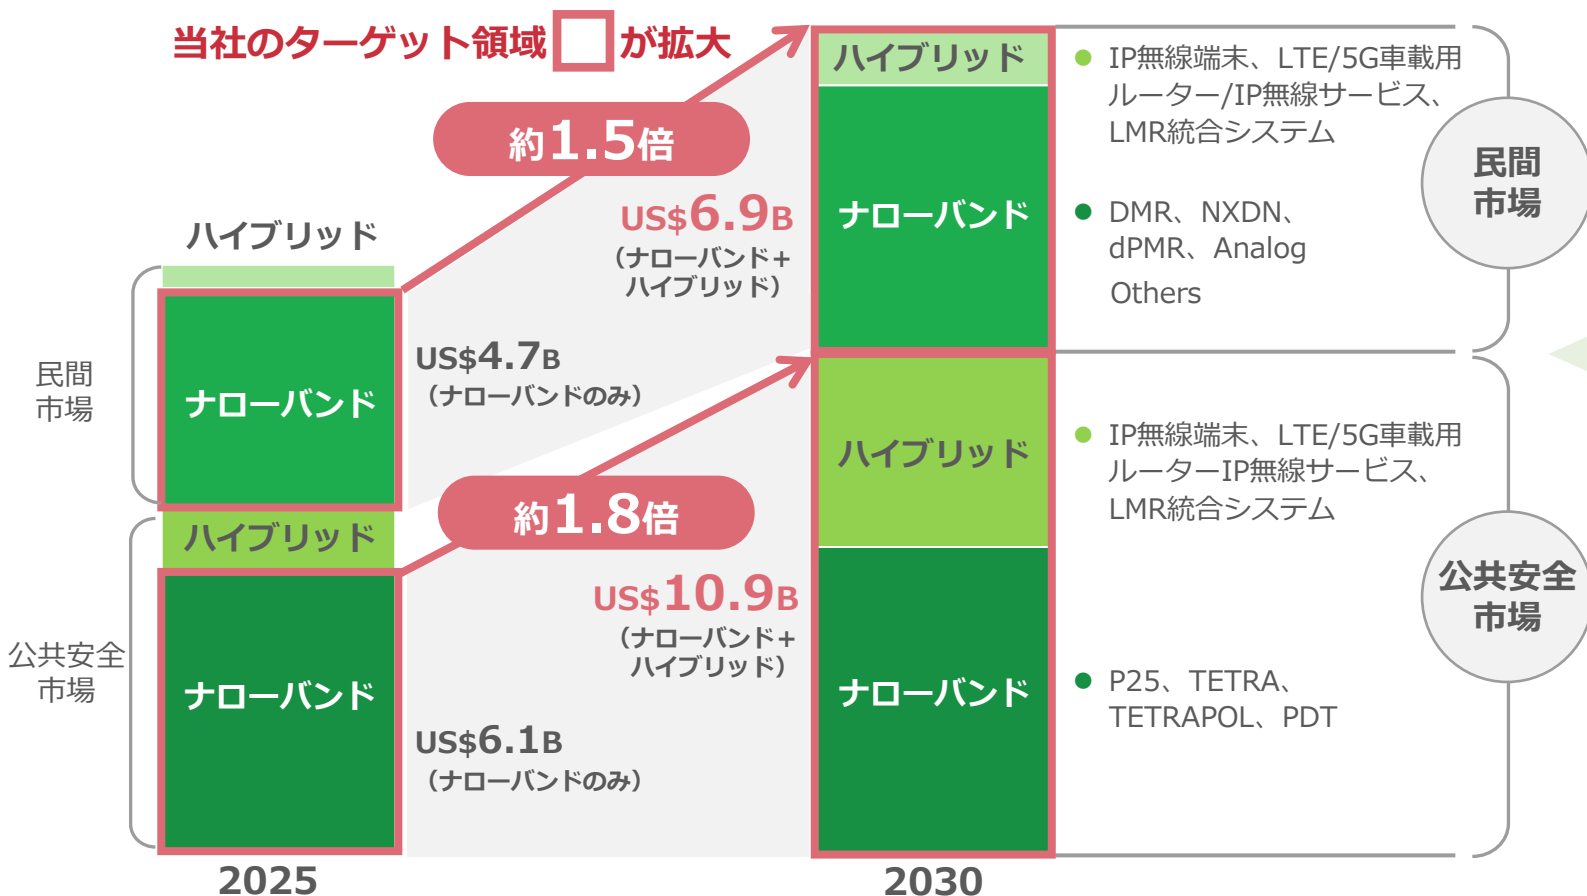 当社のターゲット領域 が拡大
約1.5倍
ハイブリッド
ナローバンド
US$4.7B
(ナローバンドのみ)
民間
市場
ハイブリッド
ナローバンド
US$6.1B
(ナローバンドのみ)
公共安全
市場
2025
約1.8倍
ハイブリッド
ナローバンド
US$6.9B
(ナローバンド+
ハイブリッド)
ハイブリッド
ナローバンド
US$10.9B
(ナローバンド+
ハイブリッド)
2030
● IP無線端末、LTE/5G車載用
ルーター/IP無線サービス、
LMR統合システム
● DMR、NXDN、
dPMR、Analog
Others
民間
市場
● IP無線端末、LTE/5G車載用
ルーターIP無線サービス、
LMR統合システム
● P25、TETRA、
TETRAPOL、PDT
公共安全
市場